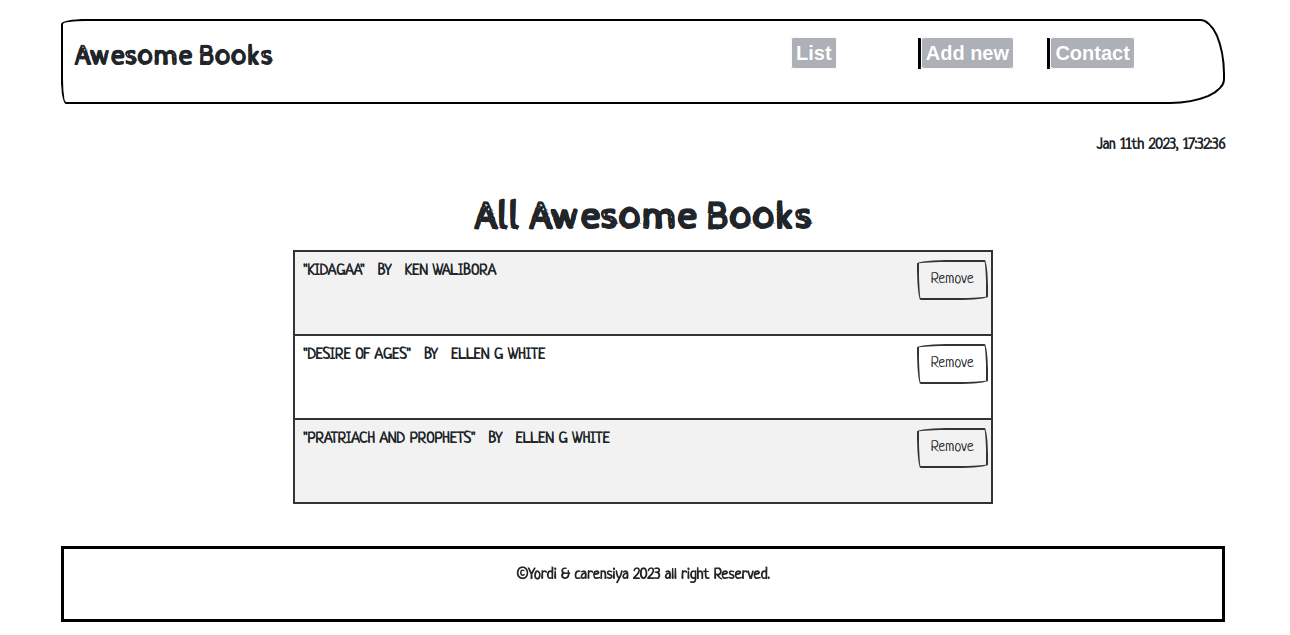 Awesome Books List Add new Contact
Jan 11th 2023, 17:32:36
All Awesome Books
"KIDAGAA" BY KEN WALIBORA Remove
"DESIRE OF AGES" BY ELLEN G WHITE Remove
"PRATRIACH AND PROPHETS" BY ELLEN G WHITE Remove
©Yordi & carensiya 2023 all right Reserved.